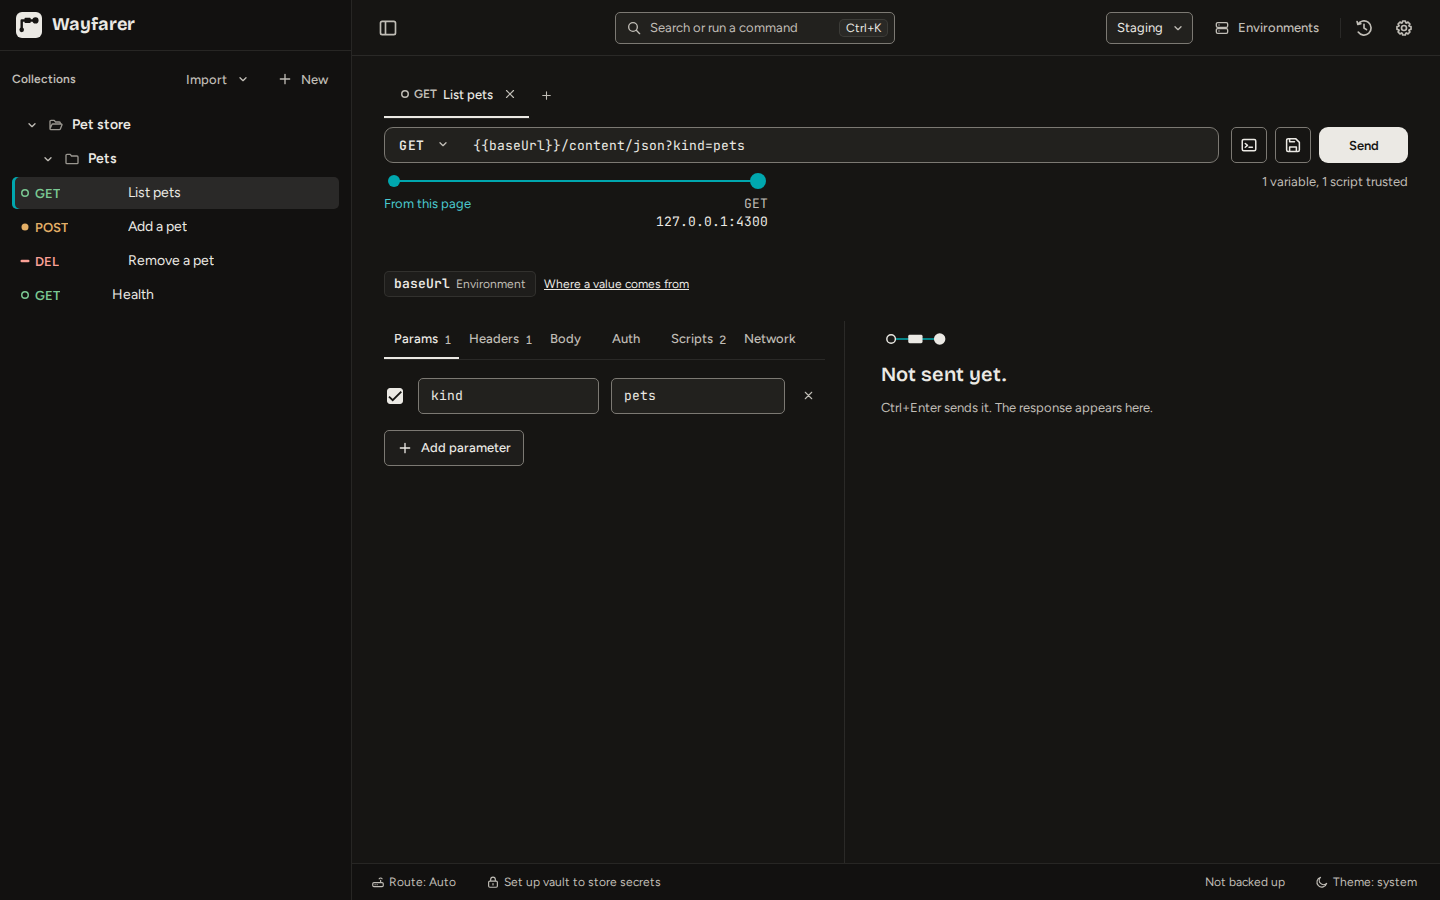 Wayfarer
Search or run a command
Ctrl+K
Staging
Environments
Collections
Import
New
Pet store
Pets
GET List pets
POST Add a pet
DEL Remove a pet
GET Health
GET List pets
GET {{baseUrl}}/content/json?kind=pets
Send
1 variable, 1 script trusted
From this page
GET
127.0.0.1:4300
baseUrl Environment
Where a value comes from
Params 1
Headers 1
Body
Auth
Scripts 2
Network
kind
pets
Add parameter
Not sent yet.
Ctrl+Enter sends it. The response appears here.
Route: Auto
Set up vault to store secrets
Not backed up
Theme: system